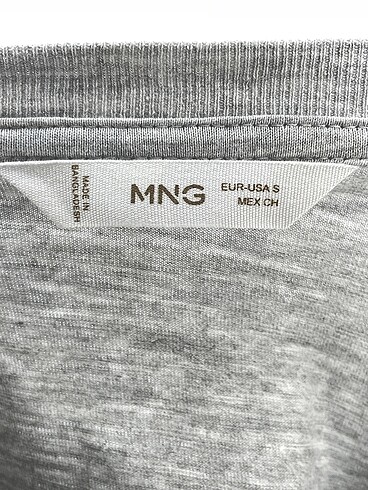 MADE IN
BANGLADESH
MNG
EUR-USA S
MEX CH